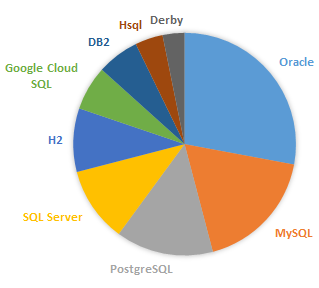 Derby
Hsql
DB2
Oracle
Google Cloud
SQL
H2
SQL Server
MySQL
PostgreSQL